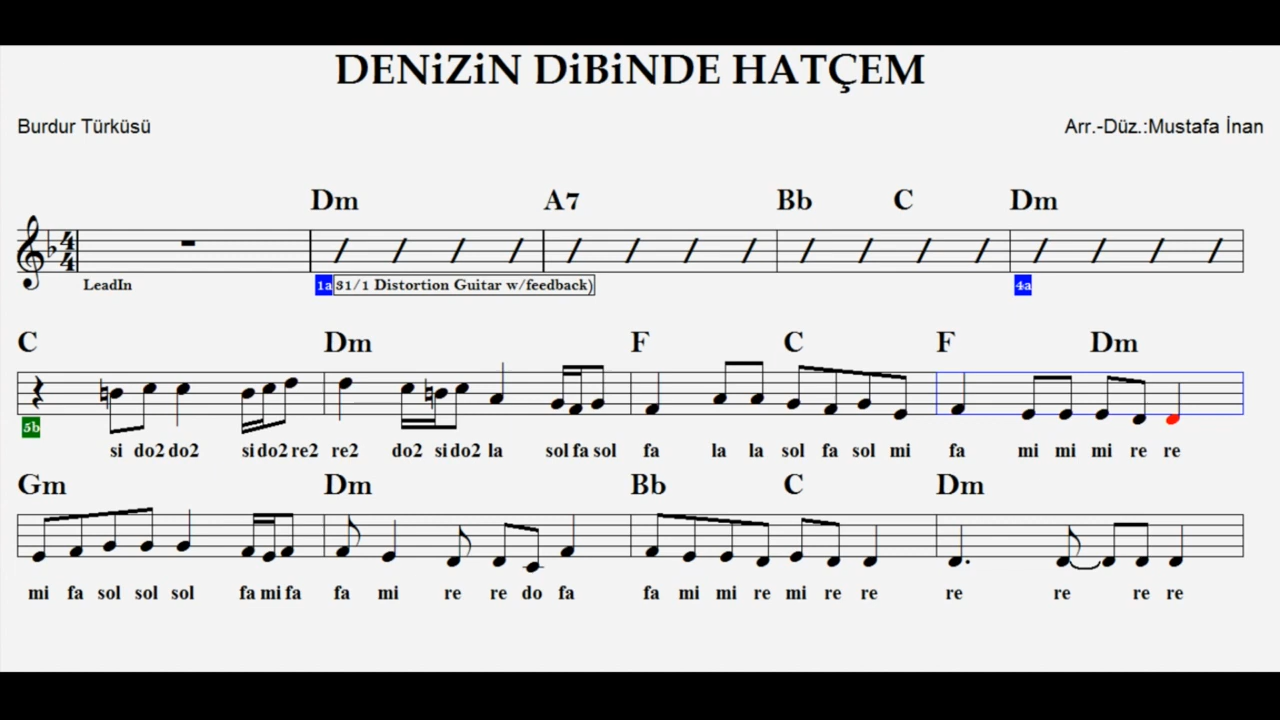 DENiZiN DiBiNDE HATÇEM
Burdur Türküsü
Arr.-Düz.:Mustafa İnan
Dm A7 Bb C Dm
4
4
LeadIn 1a 31/1 Distortion Guitar w/feedback) 4a
C Dm F C F Dm
5b
si do2 do2 si do2 re2 re2 do2 si do2 la sol fa sol fa la la sol fa sol mi fa mi mi mi re re
Gm Dm Bb C Dm
mi fa sol sol sol fa mi fa fa mi re re do fa fa mi mi re mi re re re re re re